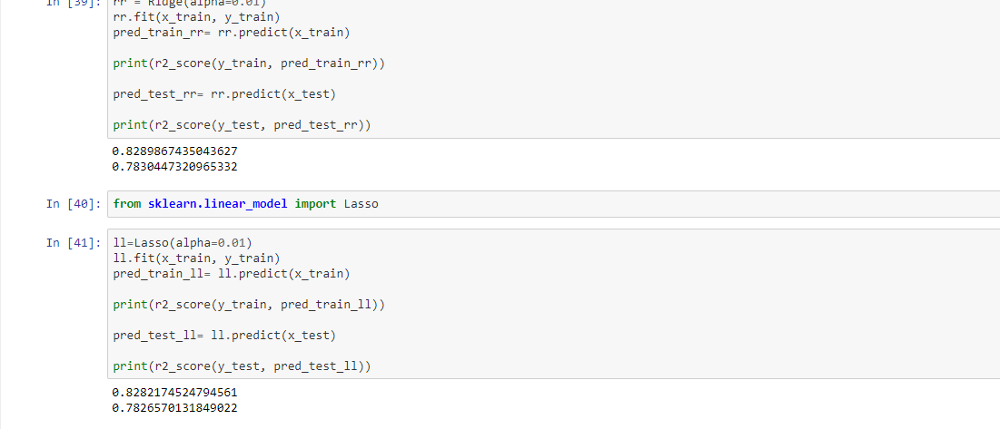 In [39]: rr = Ridge(alpha=0.01)
rr.fit(x_train, y_train)
pred_train_rr= rr.predict(x_train)
print(r2_score(y_train, pred_train_rr))
pred_test_rr= rr.predict(x_test)
print(r2_score(y_test, pred_test_rr))
0.8289867435043627
0.7830447320965332
In [40]: from sklearn.linear_model import Lasso
In [41]: ll=Lasso(alpha=0.01)
ll.fit(x_train, y_train)
pred_train_ll= ll.predict(x_train)
print(r2_score(y_train, pred_train_ll))
pred_test_ll= ll.predict(x_test)
print(r2_score(y_test, pred_test_ll))
0.8282174524794561
0.7826570131849022